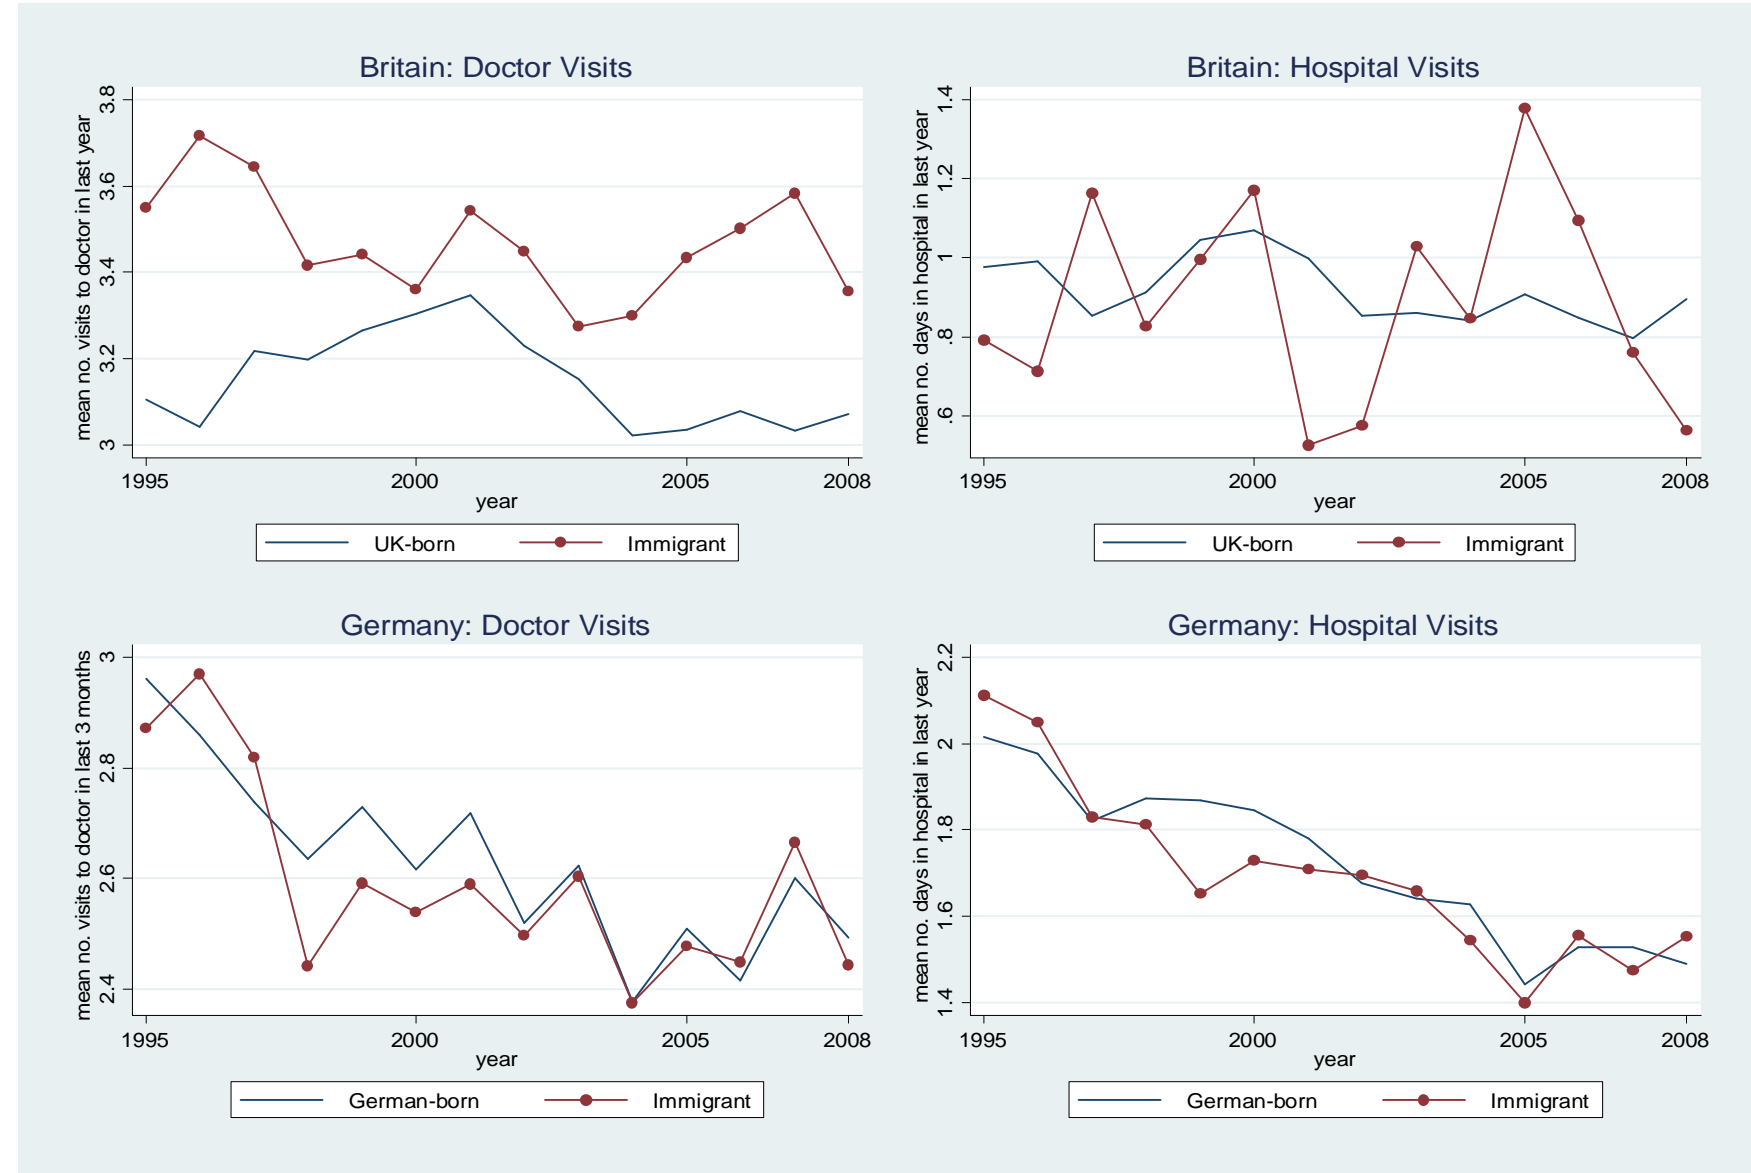 Britain: Doctor Visits
mean no. visits to doctor in last year
3.8
3.6
3.4
3.2
3
1995 2000 2005 2008
year
UK-born Immigrant
Britain: Hospital Visits
mean no. days in hospital in last year
1.4
1.2
1
.8
.6
1995 2000 2005 2008
year
UK-born Immigrant
Germany: Doctor Visits
mean no. visits to doctor in last 3 months
3
2.8
2.6
2.4
1995 2000 2005 2008
year
German-born Immigrant
Germany: Hospital Visits
mean no. days in hospital in last year
2.2
2
1.8
1.6
1.4
1995 2000 2005 2008
year
German-born Immigrant